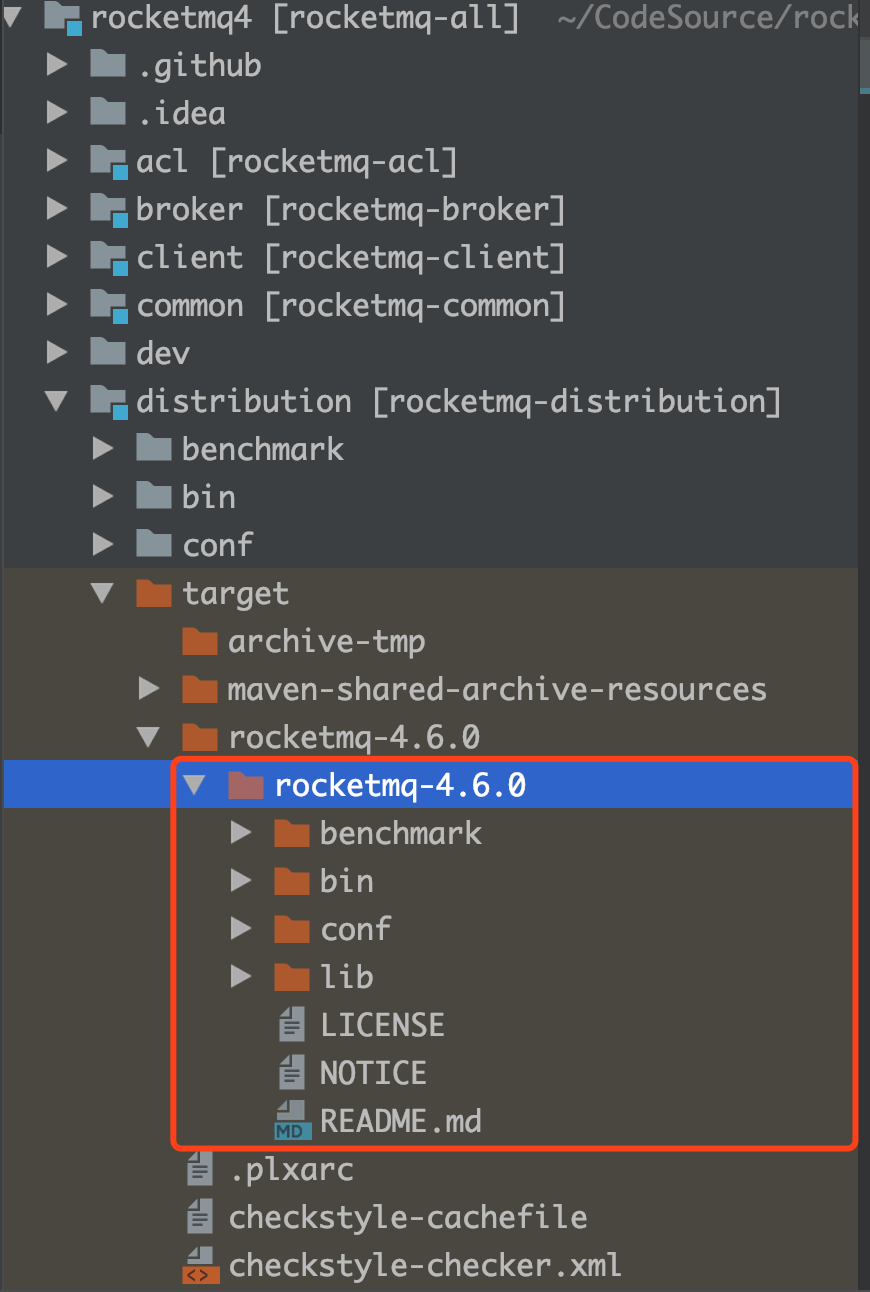 rocketmq4 [rocketmq-all] ~/CodeSource/rock
.github
.idea
acl [rocketmq-acl]
broker [rocketmq-broker]
client [rocketmq-client]
common [rocketmq-common]
dev
distribution [rocketmq-distribution]
benchmark
bin
conf
target
archive-tmp
maven-shared-archive-resources
rocketmq-4.6.0
rocketmq-4.6.0
benchmark
bin
conf
lib
LICENSE
NOTICE
MD README.md
.plxarc
checkstyle-cachefile
<> checkstyle-checker.xml